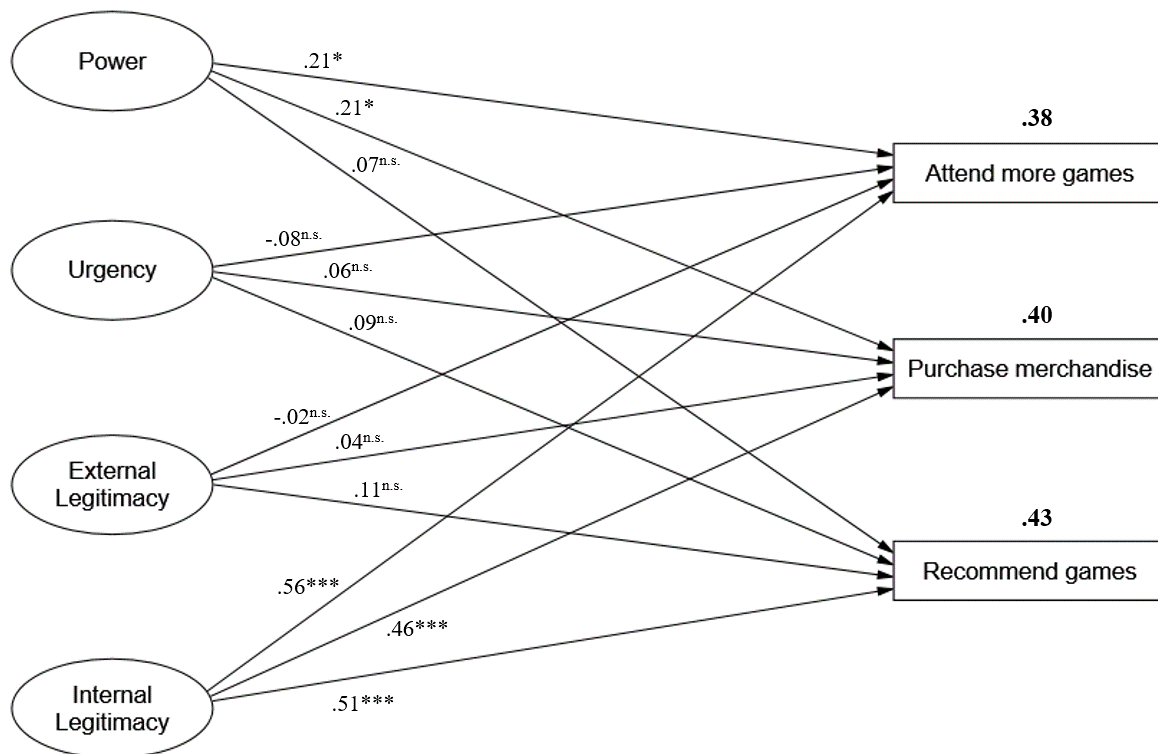 Power
.21*
.21*
.07n.s.
.38
Attend more games
Urgency
-.08n.s.
.06n.s.
.09n.s.
.40
Purchase merchandise
External
Legitimacy
-.02n.s.
.04n.s.
.11n.s.
.43
Recommend games
Internal
Legitimacy
.56***
.46***
.51***